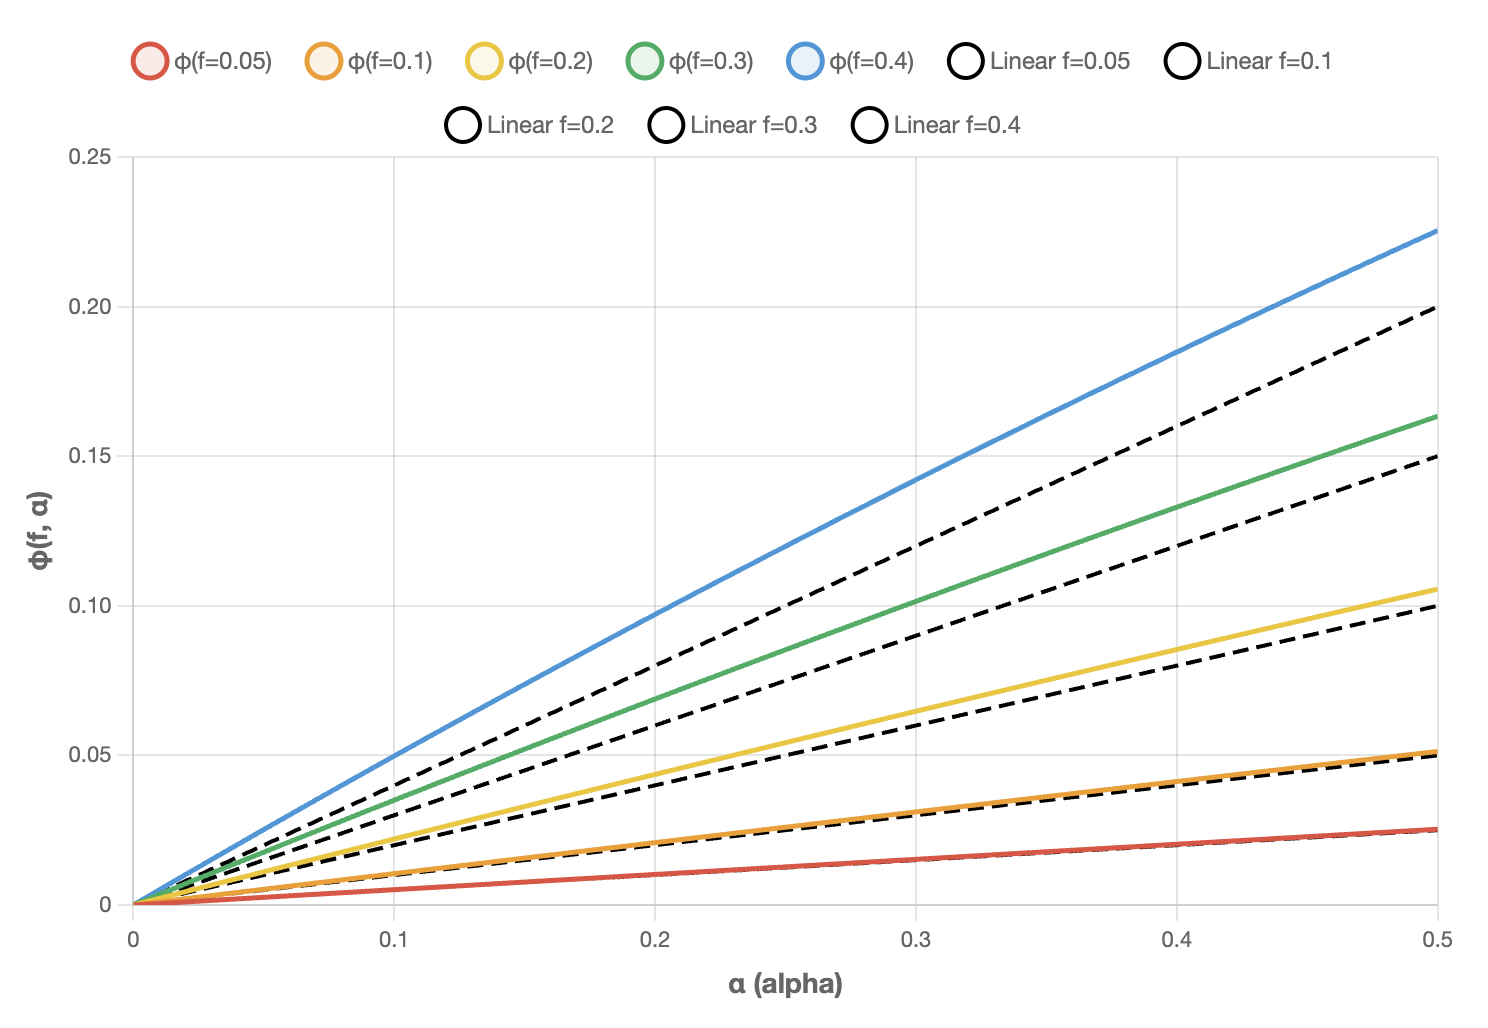 ϕ(f=0.05) ϕ(f=0.1) ϕ(f=0.2) ϕ(f=0.3) ϕ(f=0.4) Linear f=0.05 Linear f=0.1
Linear f=0.2 Linear f=0.3 Linear f=0.4
0.25
0.20
0.15
0.10
0.05
0
ϕ(f, α)
0 0.1 0.2 0.3 0.4 0.5
α (alpha)